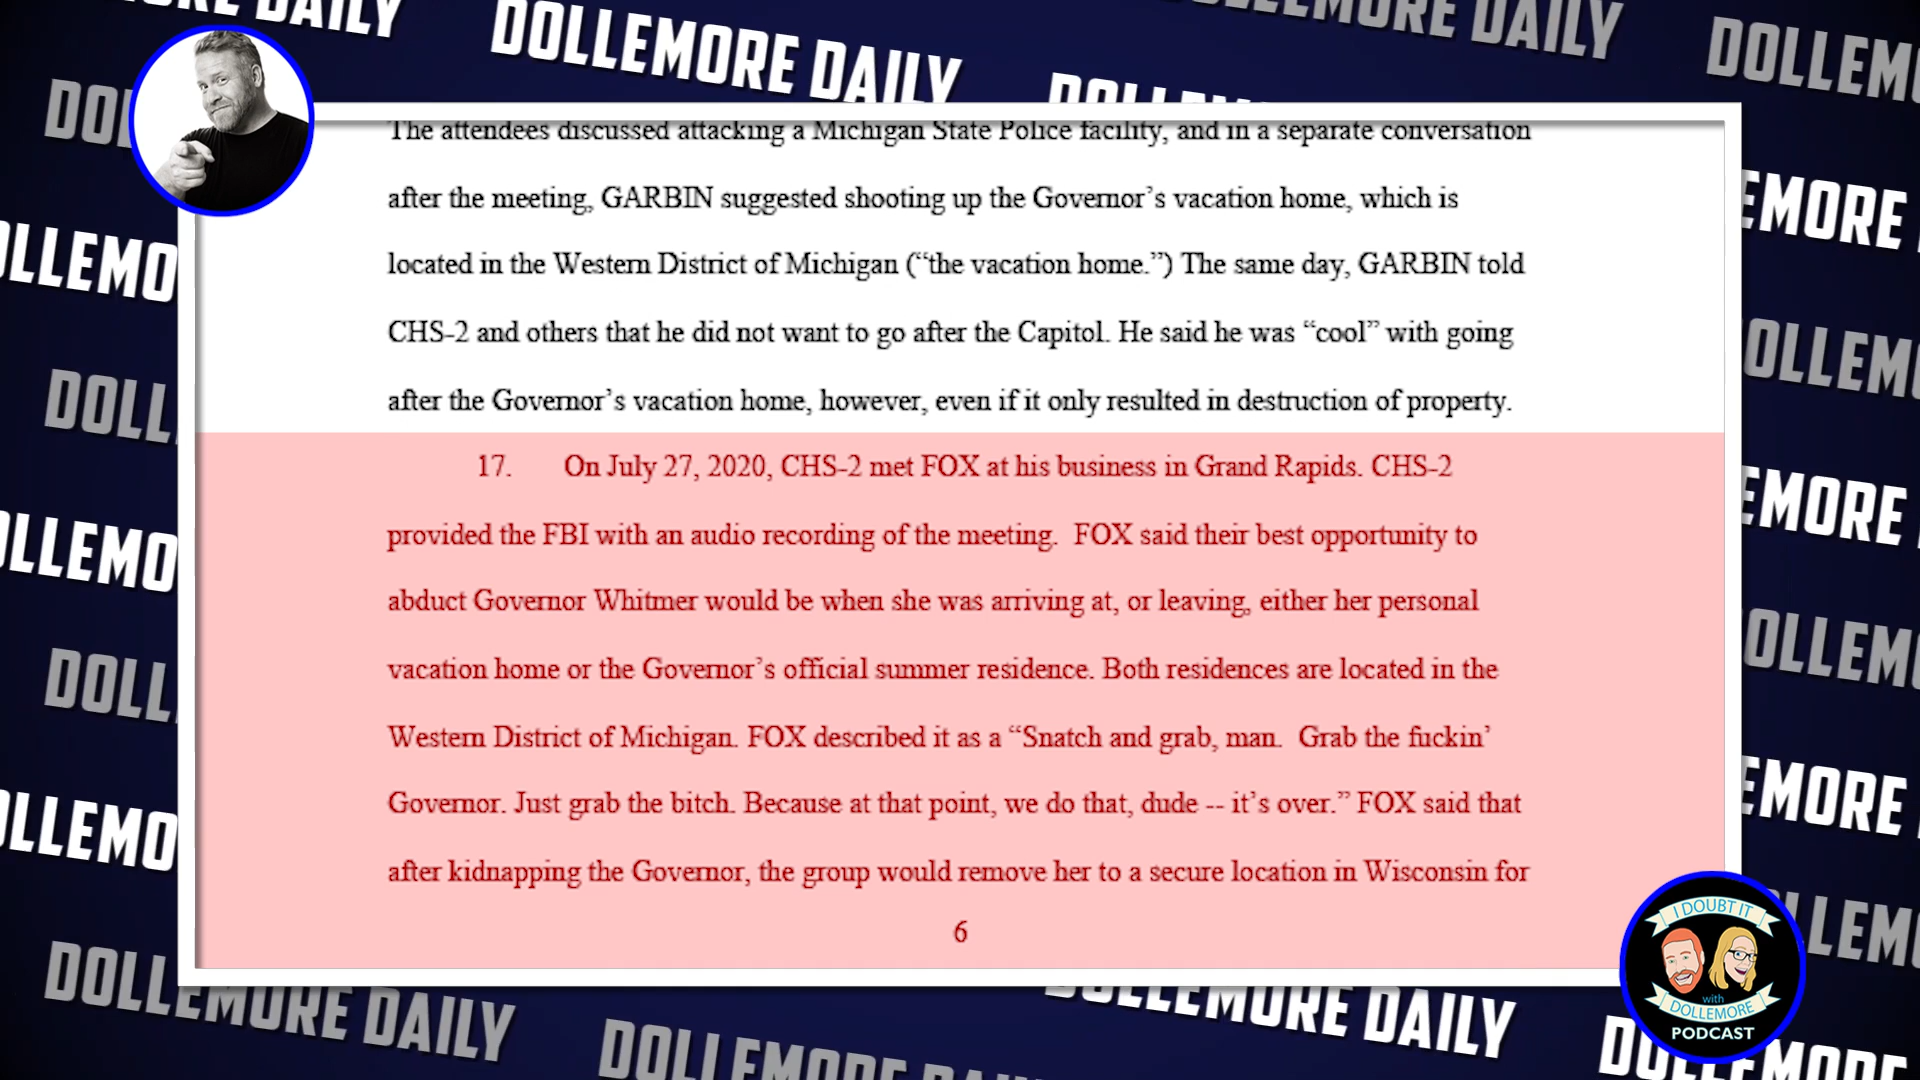 DAILY
DOLLEMORE DAILY
DAILY
DOLLEM
The attendees discussed attacking a Michigan State Police facility, and in a separate conversation
after the meeting, GARBIN suggested shooting up the Governor’s vacation home, which is
located in the Western District of Michigan (“the vacation home.”) The same day, GARBIN told
CHS-2 and others that he did not want to go after the Capitol. He said he was “cool” with going
after the Governor’s vacation home, however, even if it only resulted in destruction of property.
17. On July 27, 2020, CHS-2 met FOX at his business in Grand Rapids. CHS-2
provided the FBI with an audio recording of the meeting. FOX said their best opportunity to
abduct Governor Whitmer would be when she was arriving at, or leaving, either her personal
vacation home or the Governor’s official summer residence. Both residences are located in the
Western District of Michigan. FOX described it as a “Snatch and grab, man. Grab the fuckin’
Governor. Just grab the bitch. Because at that point, we do that, dude -- it’s over.” FOX said that
after kidnapping the Governor, the group would remove her to a secure location in Wisconsin for
6
I DOUBT IT
with
DOLLEMORE
PODCAST
DOLLEMORE DAILY
DOLLEMORE DAILY